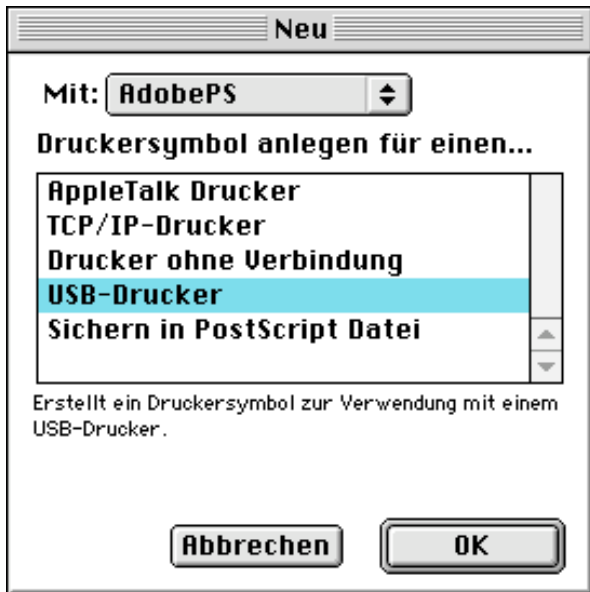 Neu
Mit: AdobePS
Druckersymbol anlegen für einen...
AppleTalk Drucker
TCP/IP-Drucker
Drucker ohne Verbindung
USB-Drucker
Sichern in PostScript Datei
Erstellt ein Druckersymbol zur Verwendung mit einem
USB-Drucker.
Abbrechen OK